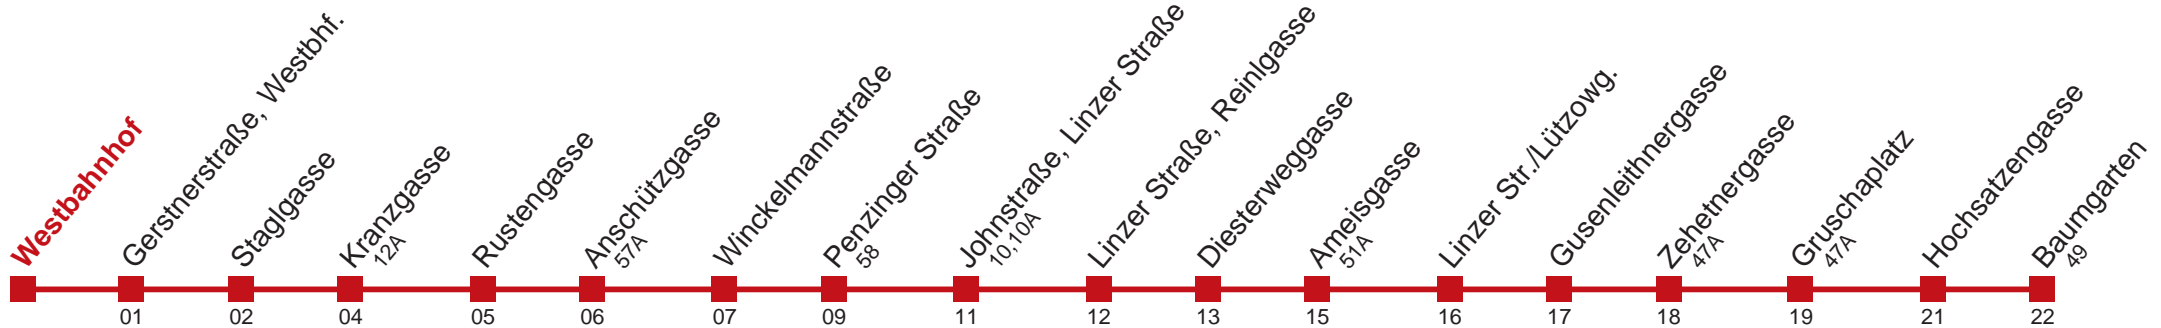 Westbahnhof
Gerstnerstraße, Westbhf.
01
Staglgasse
02
Kranzgasse
12A
04
Rustengasse
05
Anschützgasse
57A
06
Winckelmannstraße
07
Penzinger Straße
58
09
Johnstraße, Linzer Straße
10,10A
11
Linzer Straße, Reinlgasse
12
Diesterweggasse
13
Ameisgasse
51A
15
Linzer Str./Lützowg.
16
Gusenleithnergasse
17
Zehetnergasse
47A
18
Gruschaplatz
47A
19
Hochsatzengasse
21
Baumgarten
49
22